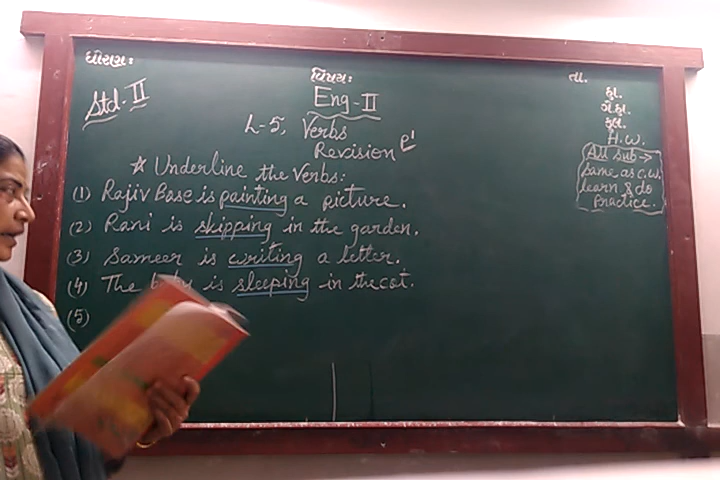 ધોરણ:
વિષય:
તા.
Std-II
Eng-II
હા.
ગે.હા.
કુલ.
L-5, Verbs
Revision
H.W.
All sub→
same as c.w.
learn & do
Practice.
☆ Underline the Verbs:
(1) Rajiv Base is painting a picture.
(2) Rani is skipping in the garden.
(3) Sameer is writing a letter.
(4) The baby is sleeping in the cot.
(5)